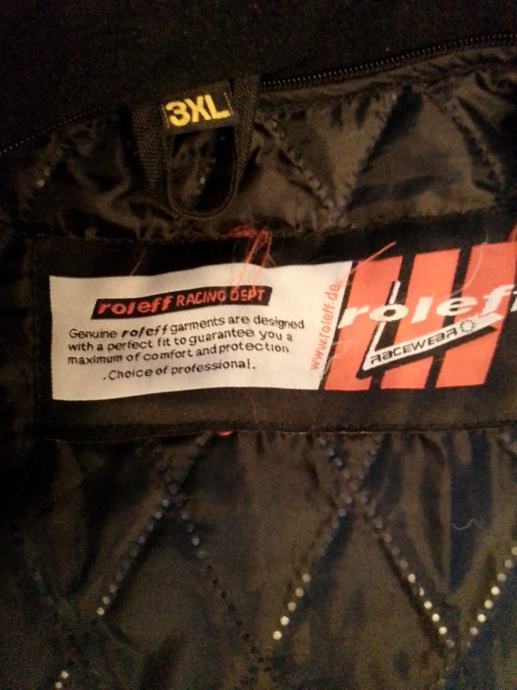 3XL
roleff RACING DEPT
Genuine roleff garments are designed
with a perfect fit to guarantee you a
maximum of comfort and protection
.Choice of professional.
www.roleff.de
roleff
RACEWEAR